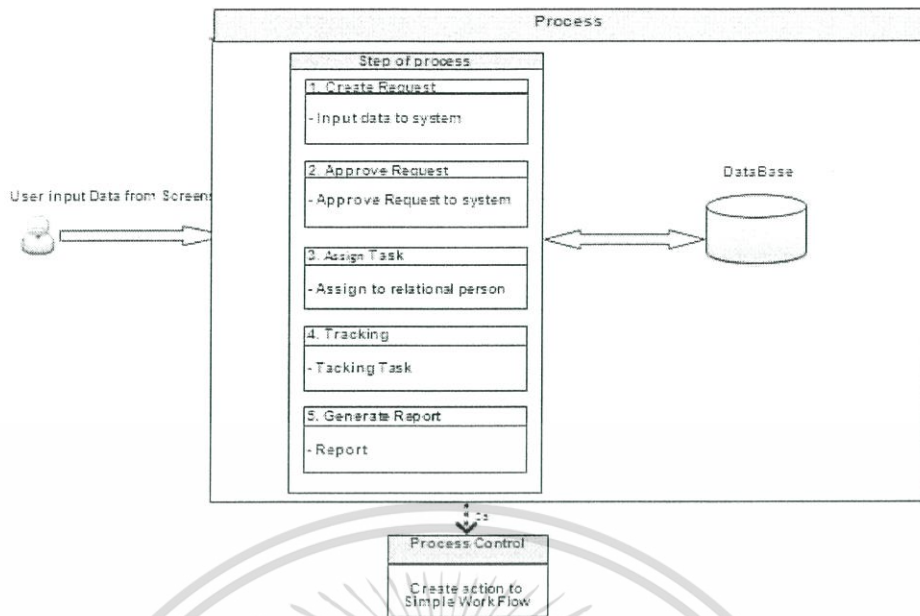 Process
Step of process
1. Create Request
- Input data to system
2. Approve Request
- Approve Request to system
3. Assign Task
- Assign to relational person
4. Tracking
- Tacking Task
5. Generate Report
- Report
User input Data from Screens
DataBase
Process Control
Create action to
Simple WorkFlow